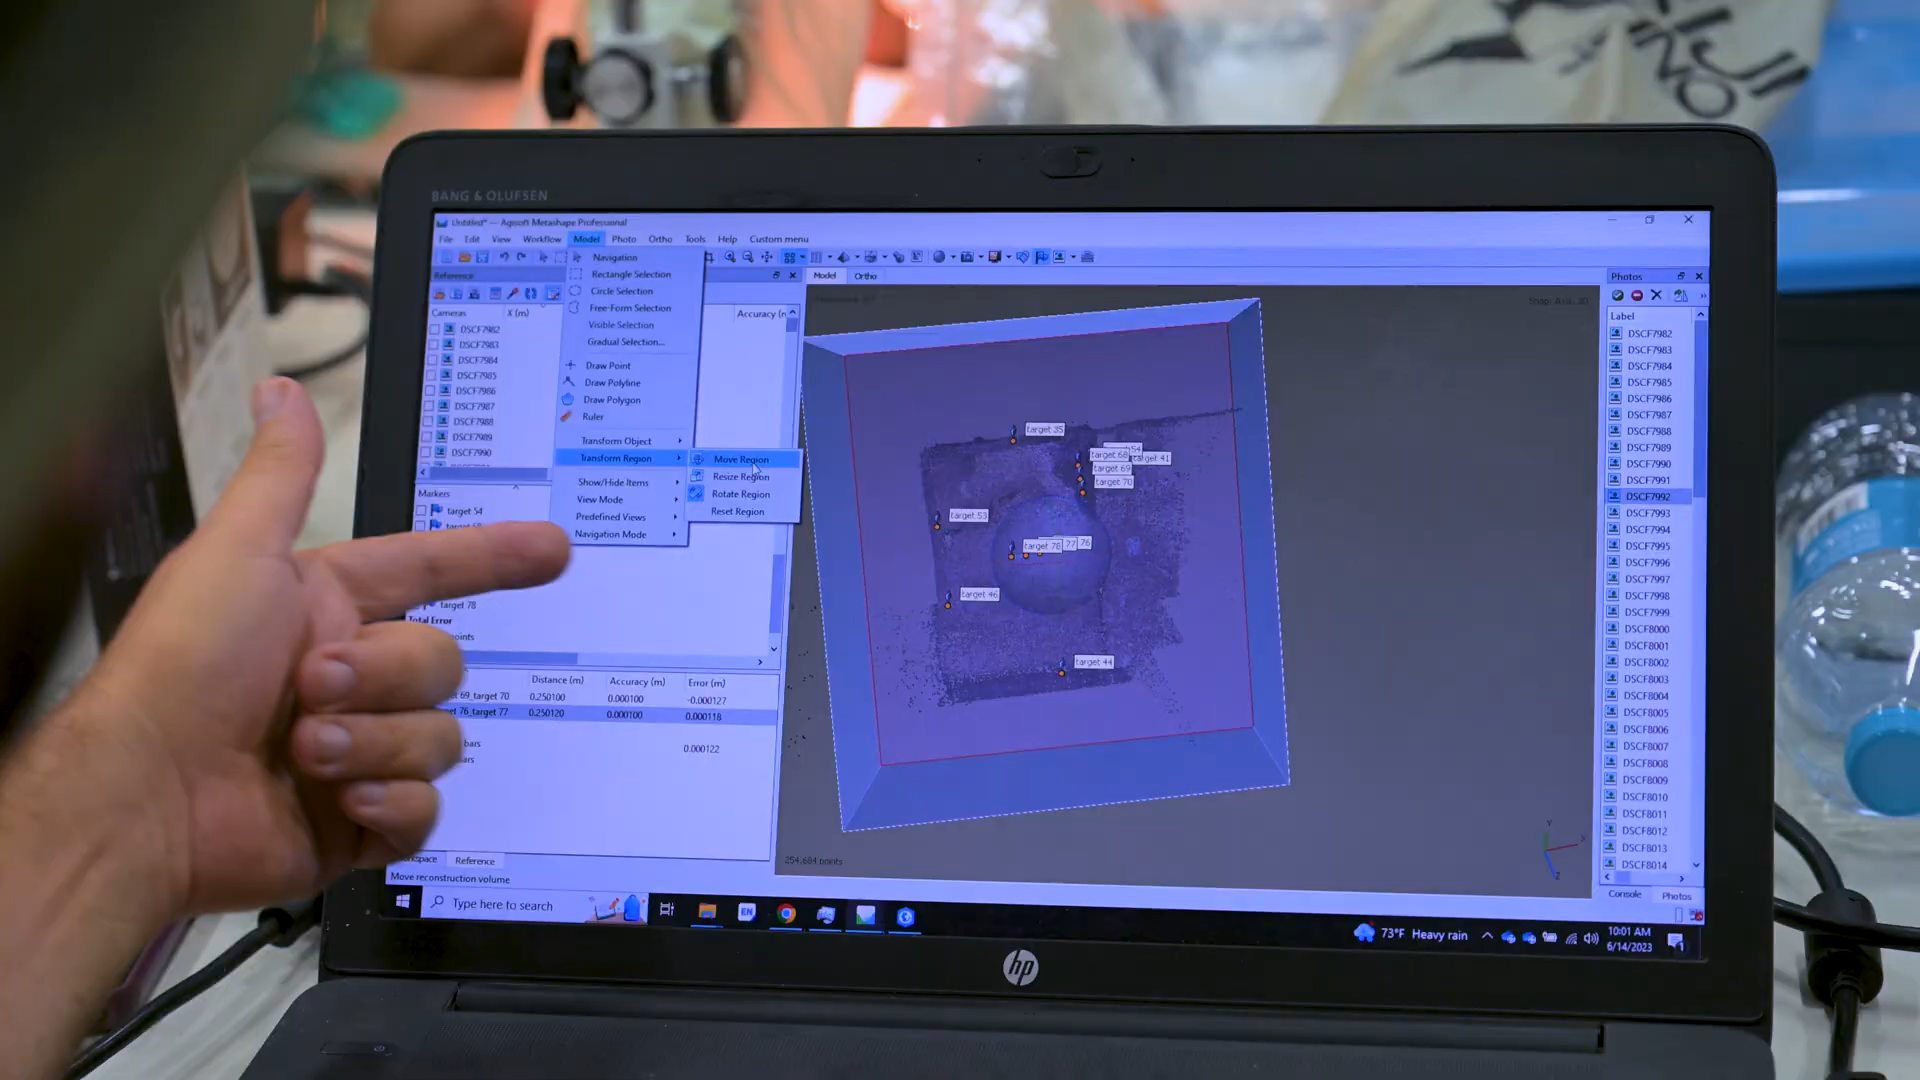 BANG & OLUFSEN
Untitled* — Agisoft Metashape Professional
File Edit View Workflow Model Photo Ortho Tools Help Custom menu
Reference
Cameras X (m) Accuracy (m
DSCF7982
DSCF7983
DSCF7984
DSCF7985
DSCF7986
DSCF7987
DSCF7988
DSCF7989
DSCF7990
Markers
target 54
target 78
Total Error
Distance (m) Accuracy (m) Error (m)
69_target 70 0.250100 0.000100 -0.000127
76_target 77 0.250120 0.000100 0.000118
0.000122
Reference
Move reconstruction volume
Navigation
Rectangle Selection
Circle Selection
Free-Form Selection
Visible Selection
Gradual Selection...
Draw Point
Draw Polyline
Draw Polygon
Ruler
Transform Object
Transform Region
Show/Hide Items
View Mode
Predefined Views
Navigation Mode
Move Region
Resize Region
Rotate Region
Reset Region
Model Ortho
Snap: Axis, 3D
target 35
target 68
target 41
target 69
target 70
target 53
target 78 77 76
target 46
target 44
254,684 points
Y
X
Z
Photos
Label
DSCF7982
DSCF7983
DSCF7984
DSCF7985
DSCF7986
DSCF7987
DSCF7988
DSCF7989
DSCF7990
DSCF7991
DSCF7992
DSCF7993
DSCF7994
DSCF7995
DSCF7996
DSCF7997
DSCF7998
DSCF7999
DSCF8000
DSCF8001
DSCF8002
DSCF8003
DSCF8004
DSCF8005
DSCF8006
DSCF8007
DSCF8008
DSCF8009
DSCF8010
DSCF8011
DSCF8012
DSCF8013
DSCF8014
Console Photos
Type here to search
EN
73°F Heavy rain
10:01 AM
6/14/2023
hp